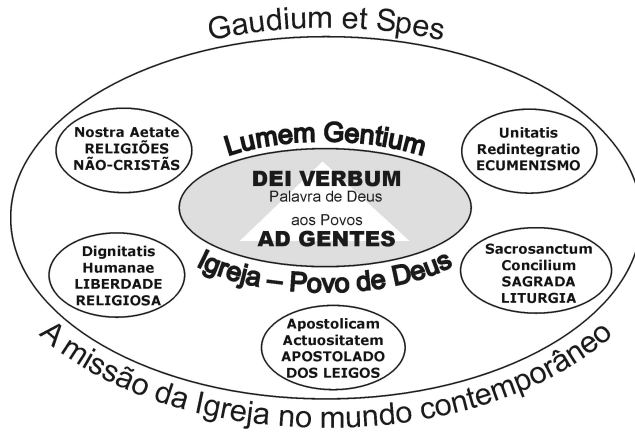 Gaudium et Spes
Nostra Aetate
RELIGIÕES
NÃO-CRISTÃS
Lumem Gentium
Unitatis
Redintegratio
ECUMENISMO
DEI VERBUM
Palavra de Deus
aos Povos
AD GENTES
Igreja – Povo de Deus
Dignitatis
Humanae
LIBERDADE
RELIGIOSA
Sacrosanctum
Concilium
SAGRADA
LITURGIA
Apostolicam
Actuositatem
APOSTOLADO
DOS LEIGOS
A missão da Igreja no mundo contemporâneo